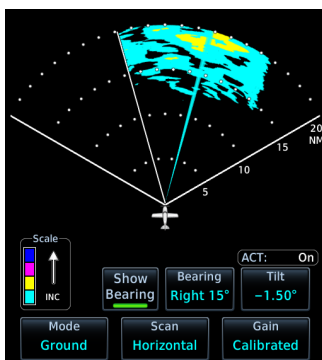 20
NM
15
10
5
Scale
INC
ACT: On
Show
Bearing
Bearing
Right 15°
Tilt
−1.50°
Mode
Ground
Scan
Horizontal
Gain
Calibrated